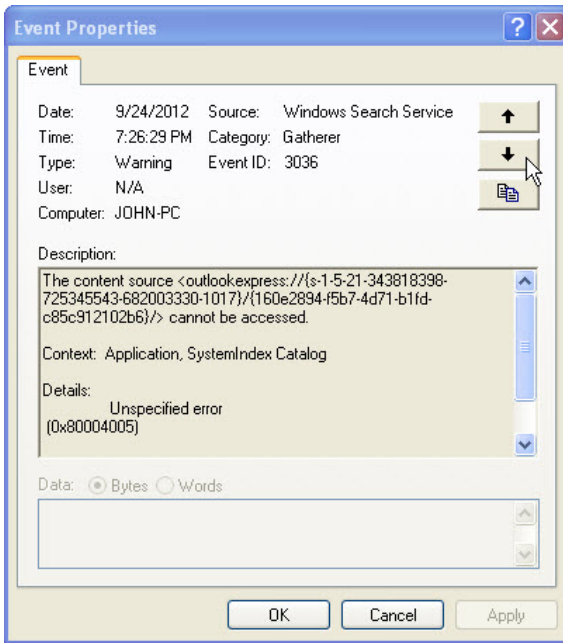 Event Properties
Event
Date: 9/24/2012 Source: Windows Search Service
Time: 7:26:29 PM Category: Gatherer
Type: Warning Event ID: 3036
User: N/A
Computer: JOHN-PC
Description:
The content source <outlookexpress://{s-1-5-21-343818398-
725345543-682003330-1017}/{160e2894-f5b7-4d71-b1fd-
c85c912102b6}/> cannot be accessed.
Context: Application, SystemIndex Catalog
Details:
Unspecified error
(0x80004005)
Data: Bytes Words
OK Cancel Apply